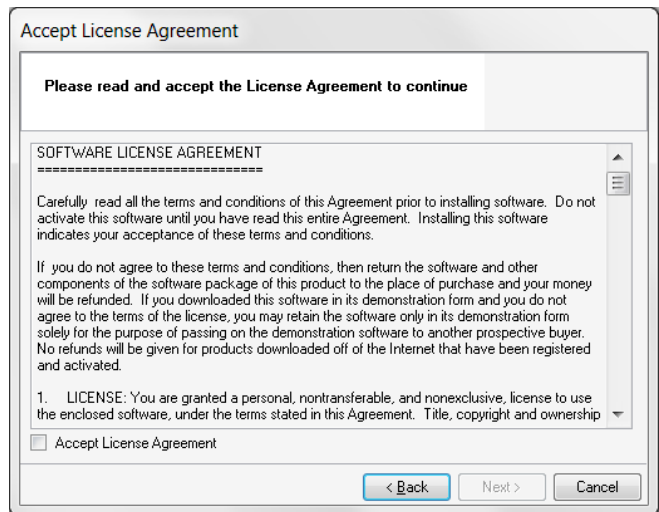 Accept License Agreement
Please read and accept the License Agreement to continue
SOFTWARE LICENSE AGREEMENT
==============================
Carefully  read all the terms and conditions of this Agreement prior to installing software.  Do not
activate this software until you have read this entire Agreement.  Installing this software
indicates your acceptance of these terms and conditions.
If  you do not agree to these terms and conditions, then return the software and other
components of the software package of this product to the place of purchase and your money
will be refunded.  If you downloaded this software in its demonstration form and you do not
agree to the terms of the license, you may retain the software only in its demonstration form
solely for the purpose of passing on the demonstration software to another prospective buyer.
No refunds will be given for products downloaded off of the Internet that have been registered
and activated.
1.    LICENSE: You are granted a personal, nontransferable, and nonexclusive, license to use
the enclosed software, under the terms stated in this Agreement.  Title, copyright and ownership
Accept License Agreement
< Back
Next >
Cancel